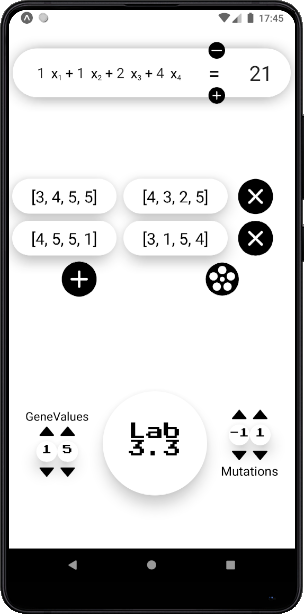 17:45
1 x₁ + 1 x₂ + 2 x₃ + 4 x₄ = 21
[3, 4, 5, 5] [4, 3, 2, 5]
[4, 5, 5, 1] [3, 1, 5, 4]
GeneValues
1 5
Lab
3.3
-1 1
Mutations